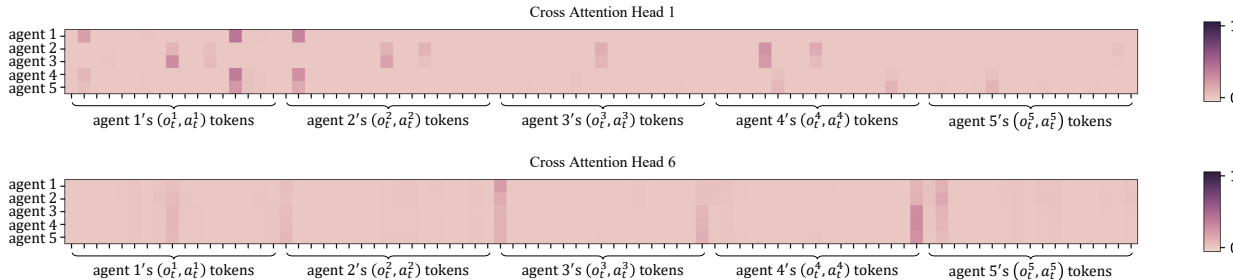 Cross Attention Head 1
agent 1
agent 2
agent 3
agent 4
agent 5
agent 1's (o_t^1, a_t^1) tokens
agent 2's (o_t^2, a_t^2) tokens
agent 3's (o_t^3, a_t^3) tokens
agent 4's (o_t^4, a_t^4) tokens
agent 5's (o_t^5, a_t^5) tokens
Cross Attention Head 6
agent 1
agent 2
agent 3
agent 4
agent 5
agent 1's (o_t^1, a_t^1) tokens
agent 2's (o_t^2, a_t^2) tokens
agent 3's (o_t^3, a_t^3) tokens
agent 4's (o_t^4, a_t^4) tokens
agent 5's (o_t^5, a_t^5) tokens